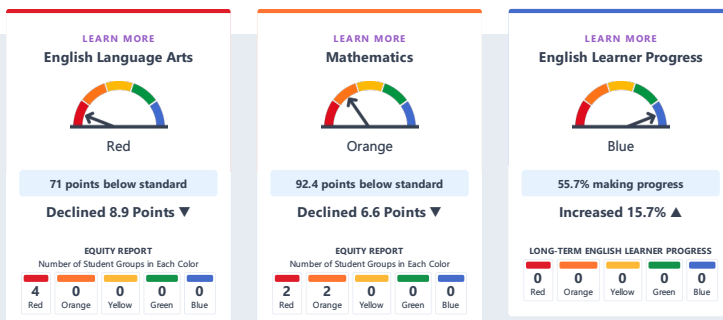 LEARN MORE
English Language Arts
Red
71 points below standard
Declined 8.9 Points ▼
EQUITY REPORT
Number of Student Groups in Each Color
4 0 0 0 0
Red Orange Yellow Green Blue
LEARN MORE
Mathematics
Orange
92.4 points below standard
Declined 6.6 Points ▼
EQUITY REPORT
Number of Student Groups in Each Color
2 2 0 0 0
Red Orange Yellow Green Blue
LEARN MORE
English Learner Progress
Blue
55.7% making progress
Increased 15.7% ▲
LONG-TERM ENGLISH LEARNER PROGRESS
0 0 0 0 0
Red Orange Yellow Green Blue